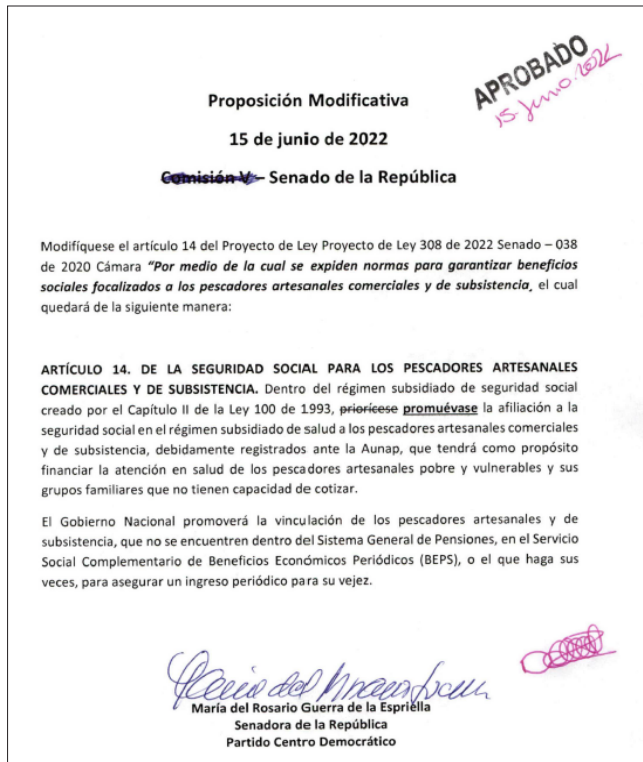 APROBADO
15. Junio. 2022
Proposición Modificativa
15 de junio de 2022
Comisión V – Senado de la República
Modifíquese el artículo 14 del Proyecto de Ley Proyecto de Ley 308 de 2022 Senado – 038
de 2020 Cámara “Por medio de la cual se expiden normas para garantizar beneficios
sociales focalizados a los pescadores artesanales comerciales y de subsistencia, el cual
quedará de la siguiente manera:
ARTÍCULO 14. DE LA SEGURIDAD SOCIAL PARA LOS PESCADORES ARTESANALES
COMERCIALES Y DE SUBSISTENCIA. Dentro del régimen subsidiado de seguridad social
creado por el Capítulo II de la Ley 100 de 1993, priorícese promuévase la afiliación a la
seguridad social en el régimen subsidiado de salud a los pescadores artesanales comerciales
y de subsistencia, debidamente registrados ante la Aunap, que tendrá como propósito
financiar la atención en salud de los pescadores artesanales pobre y vulnerables y sus
grupos familiares que no tienen capacidad de cotizar.
El Gobierno Nacional promoverá la vinculación de los pescadores artesanales y de
subsistencia, que no se encuentren dentro del Sistema General de Pensiones, en el Servicio
Social Complementario de Beneficios Económicos Periódicos (BEPS), o el que haga sus
veces, para asegurar un ingreso periódico para su vejez.
María del Rosario Guerra de la Espriella
Senadora de la República
Partido Centro Democrático